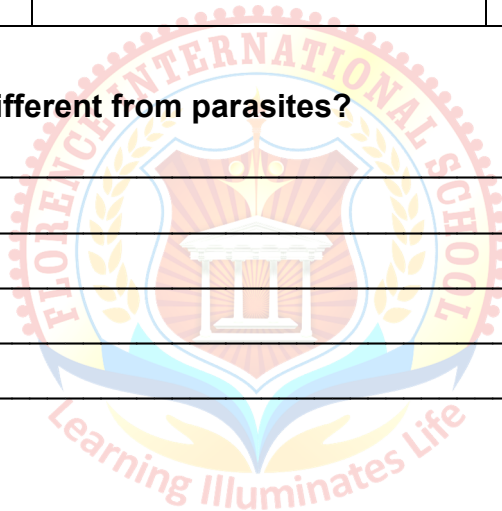 FLORENCE INTERNATIONAL SCHOOL
ifferent from parasites?
Learning Illuminates Life